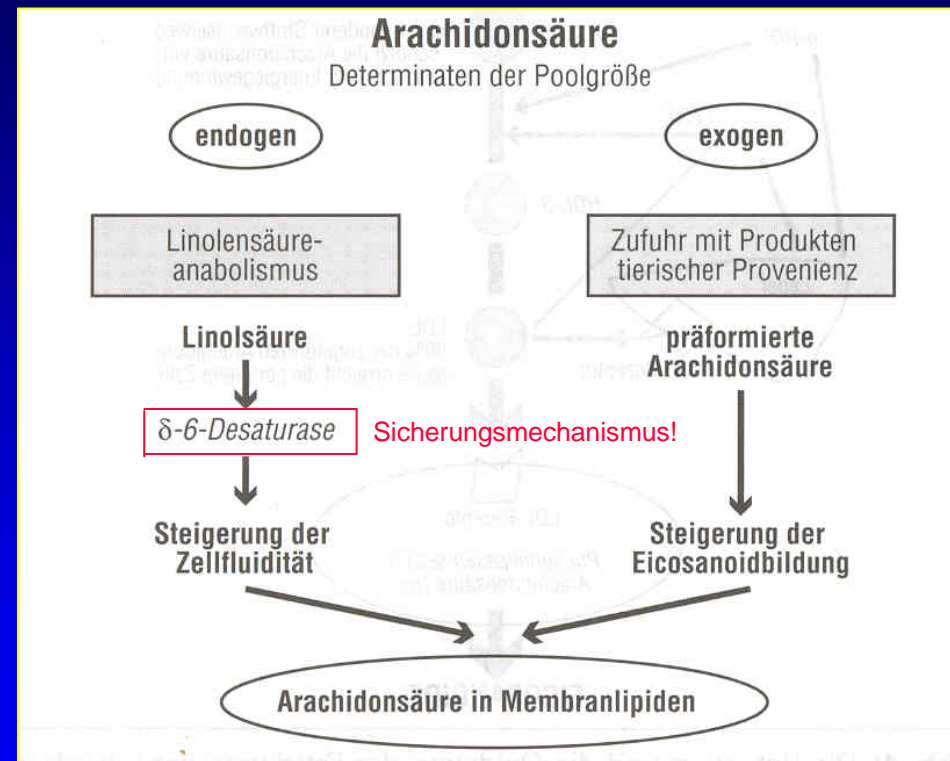 Arachidonsäure
Determinaten der Poolgröße
endogen
exogen
Linolensäure-
anabolismus
Zufuhr mit Produkten
tierischer Provenienz
Linolsäure
präformierte
Arachidonsäure
δ-6-Desaturase
Sicherungsmechanismus!
Steigerung der
Zellfluidität
Steigerung der
Eicosanoidbildung
Arachidonsäure in Membranlipiden